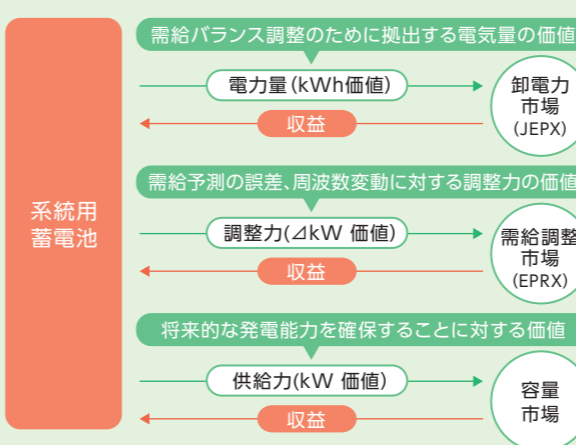 系統用
蓄電池
需給バランス調整のために拠出する電気量の価値
電力量(kWh価値)
収益
卸電力
市場
(JEPX)
需給予測の誤差、周波数変動に対する調整力の価値
調整力(⊿kW 価値)
収益
需給調整
市場
(EPRX)
将来的な発電能力を確保することに対する価値
供給力(kW 価値)
収益
容量
市場